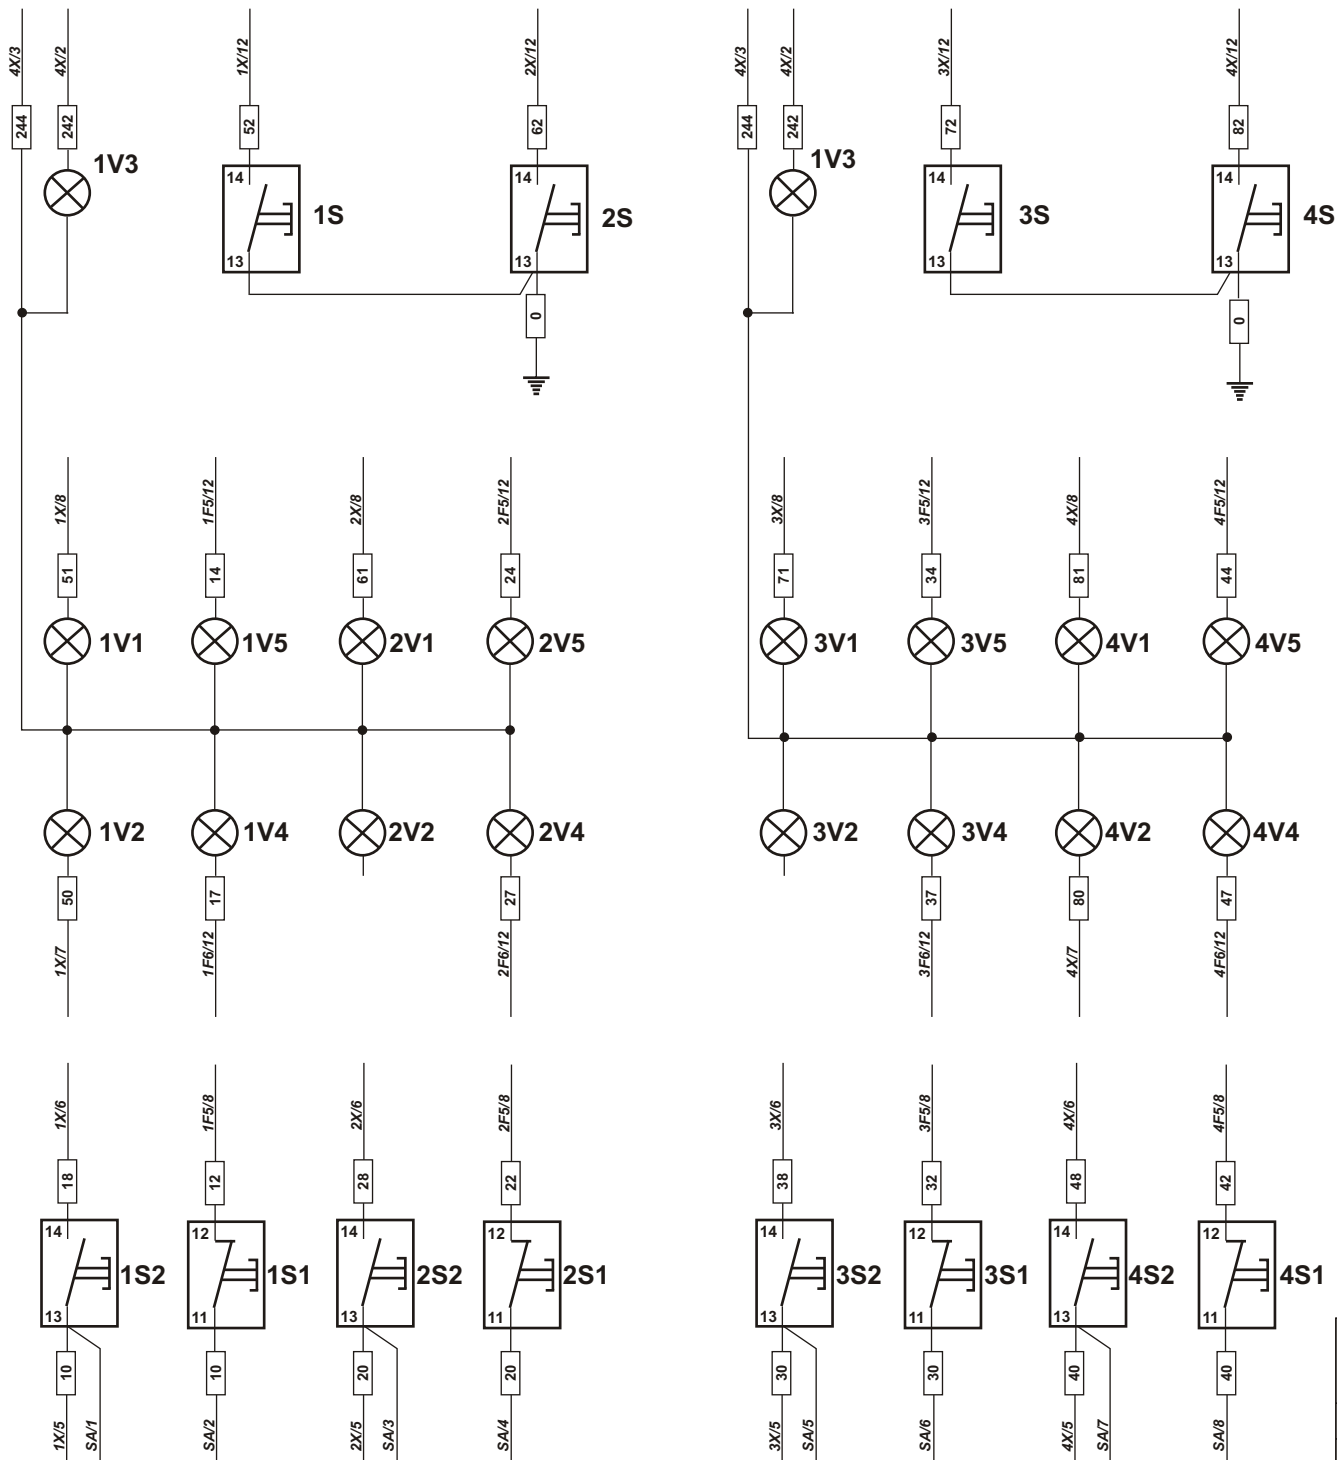 4X/3 4X/2 1X/12 2X/12 4X/3 4X/2 3X/12 4X/12
244 242 52 62 244 242 72 82
1V3 1V3
14 14 14 14
1S 2S 3S 4S
13 13 13 13
0 0
1X/8 1F5/12 2X/8 2F5/12 3X/8 3F5/12 4X/8 4F5/12
51 14 61 24 71 34 81 44
1V1 1V5 2V1 2V5 3V1 3V5 4V1 4V5
1V2 1V4 2V2 2V4 3V2 3V4 4V2 4V4
50 17 27 37 80 47
1X/7 1F6/12 2F6/12 3F6/12 4X/7 4F6/12
1X/6 1F5/8 2X/6 2F5/8 3X/6 3F5/8 4X/6 4F5/8
18 12 28 22 38 32 48 42
14 12 14 12 14 12 14 12
1S2 1S1 2S2 2S1 3S2 3S1 4S2 4S1
13 11 13 11 13 11 13 11
10 10 20 20 30 30 40 40
1X/5 SA/1 SA/2 2X/5 SA/3 SA/4 3X/5 SA/5 SA/6 4X/5 SA/7 SA/8